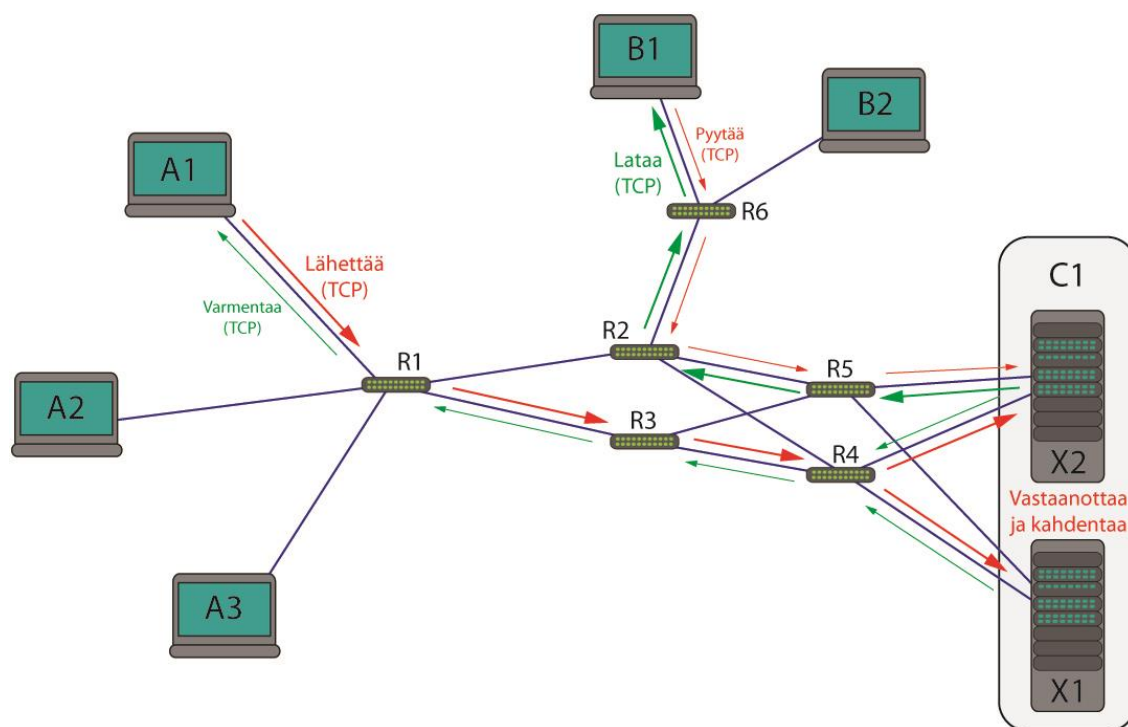 B1
B2
Pyytää
(TCP)
Lataa
(TCP)
A1
R6
Lähettää
(TCP)
C1
Varmentaa
(TCP)
R2
R1
R5
A2
R3
R4
X2
Vastaanottaa
ja kahdentaa
A3
X1